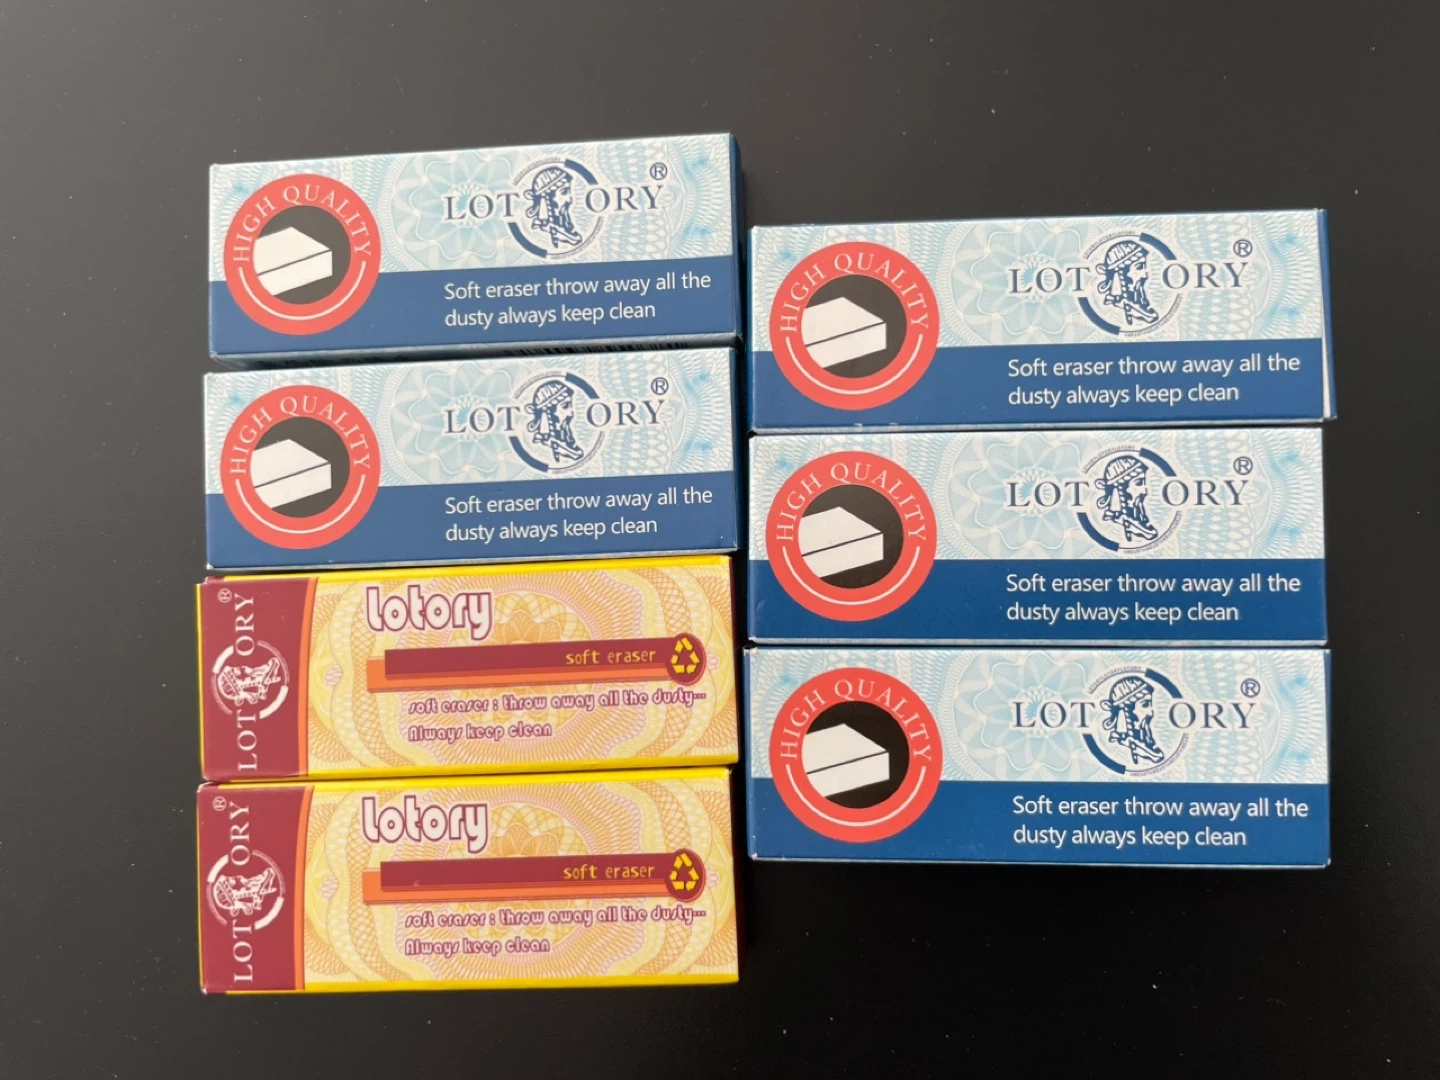 HIGH QUALITY
LOT ORY®
Soft eraser throw away all the
dusty always keep clean
HIGH QUALITY
LOT ORY®
Soft eraser throw away all the
dusty always keep clean
LOT ORY®
Lotory
soft eraser
soft eraser : throw away all the dusty...
Always keep clean
LOT ORY®
Lotory
soft eraser
soft eraser : throw away all the dusty...
Always keep clean
HIGH QUALITY
LOT ORY®
Soft eraser throw away all the
dusty always keep clean
HIGH QUALITY
LOT ORY®
Soft eraser throw away all the
dusty always keep clean
HIGH QUALITY
LOT ORY®
Soft eraser throw away all the
dusty always keep clean